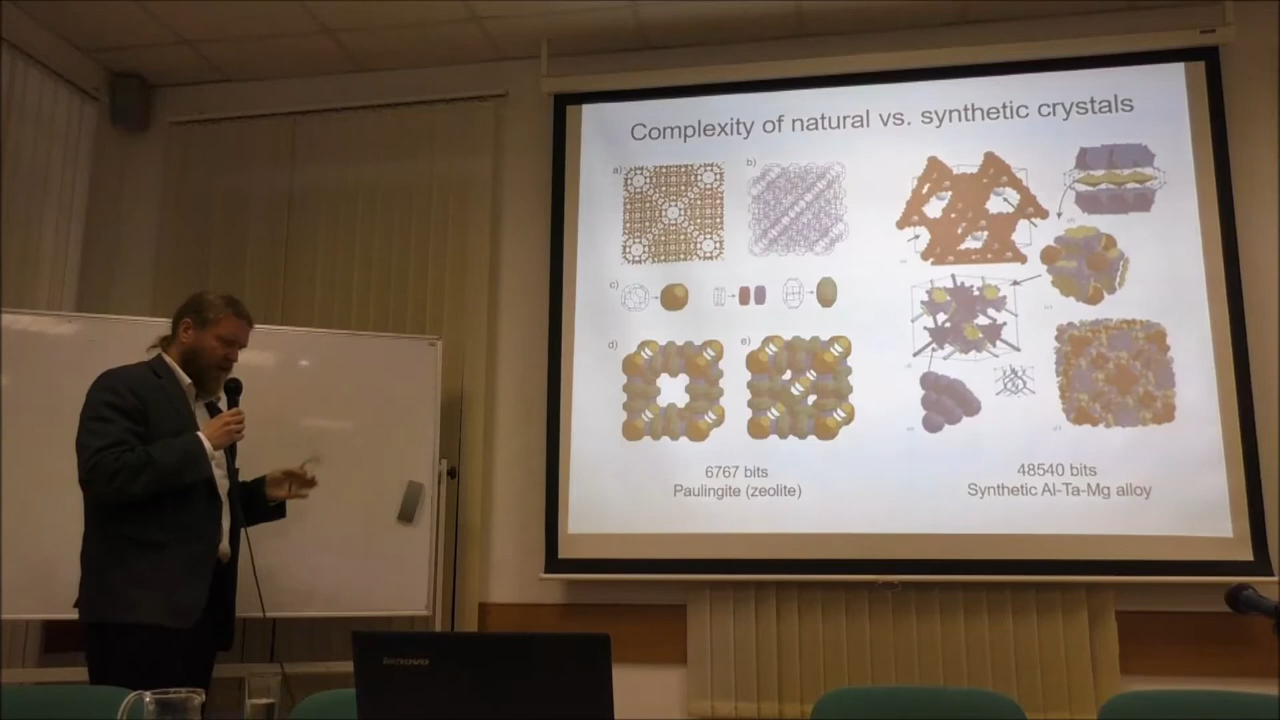 Complexity of natural vs. synthetic crystals
a)
b)
c)
d)
e)
6767 bits
Paulingite (zeolite)
48540 bits
Synthetic Al-Ta-Mg alloy
lenovo